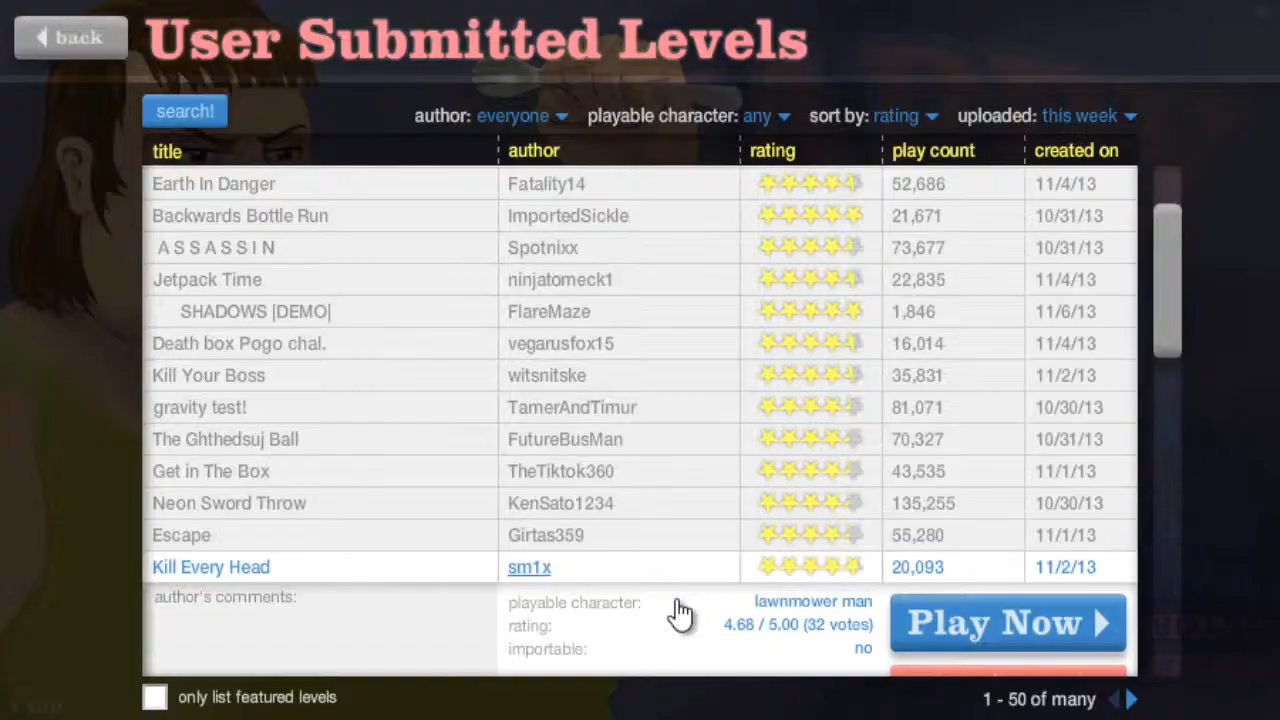 back
User Submitted Levels
search!
author: everyone playable character: any sort by: rating uploaded: this week
title author rating play count created on
Earth In Danger Fatality14 52,686 11/4/13
Backwards Bottle Run ImportedSickle 21,671 10/31/13
A S S A S S I N Spotnixx 73,677 10/31/13
Jetpack Time ninjatomeck1 22,835 11/4/13
SHADOWS |DEMO| FlareMaze 1,846 11/6/13
Death box Pogo chal. vegarusfox15 16,014 11/4/13
Kill Your Boss witsnitske 35,831 11/2/13
gravity test! TamerAndTimur 81,071 10/30/13
The Ghthedsuj Ball FutureBusMan 70,327 10/31/13
Get in The Box TheTiktok360 43,535 11/1/13
Neon Sword Throw KenSato1234 135,255 10/30/13
Escape Girtas359 55,280 11/1/13
Kill Every Head sm1x 20,093 11/2/13
author's comments:
playable character: lawnmower man
rating: 4.68 / 5.00 (32 votes)
importable: no
Play Now
only list featured levels
1 - 50 of many